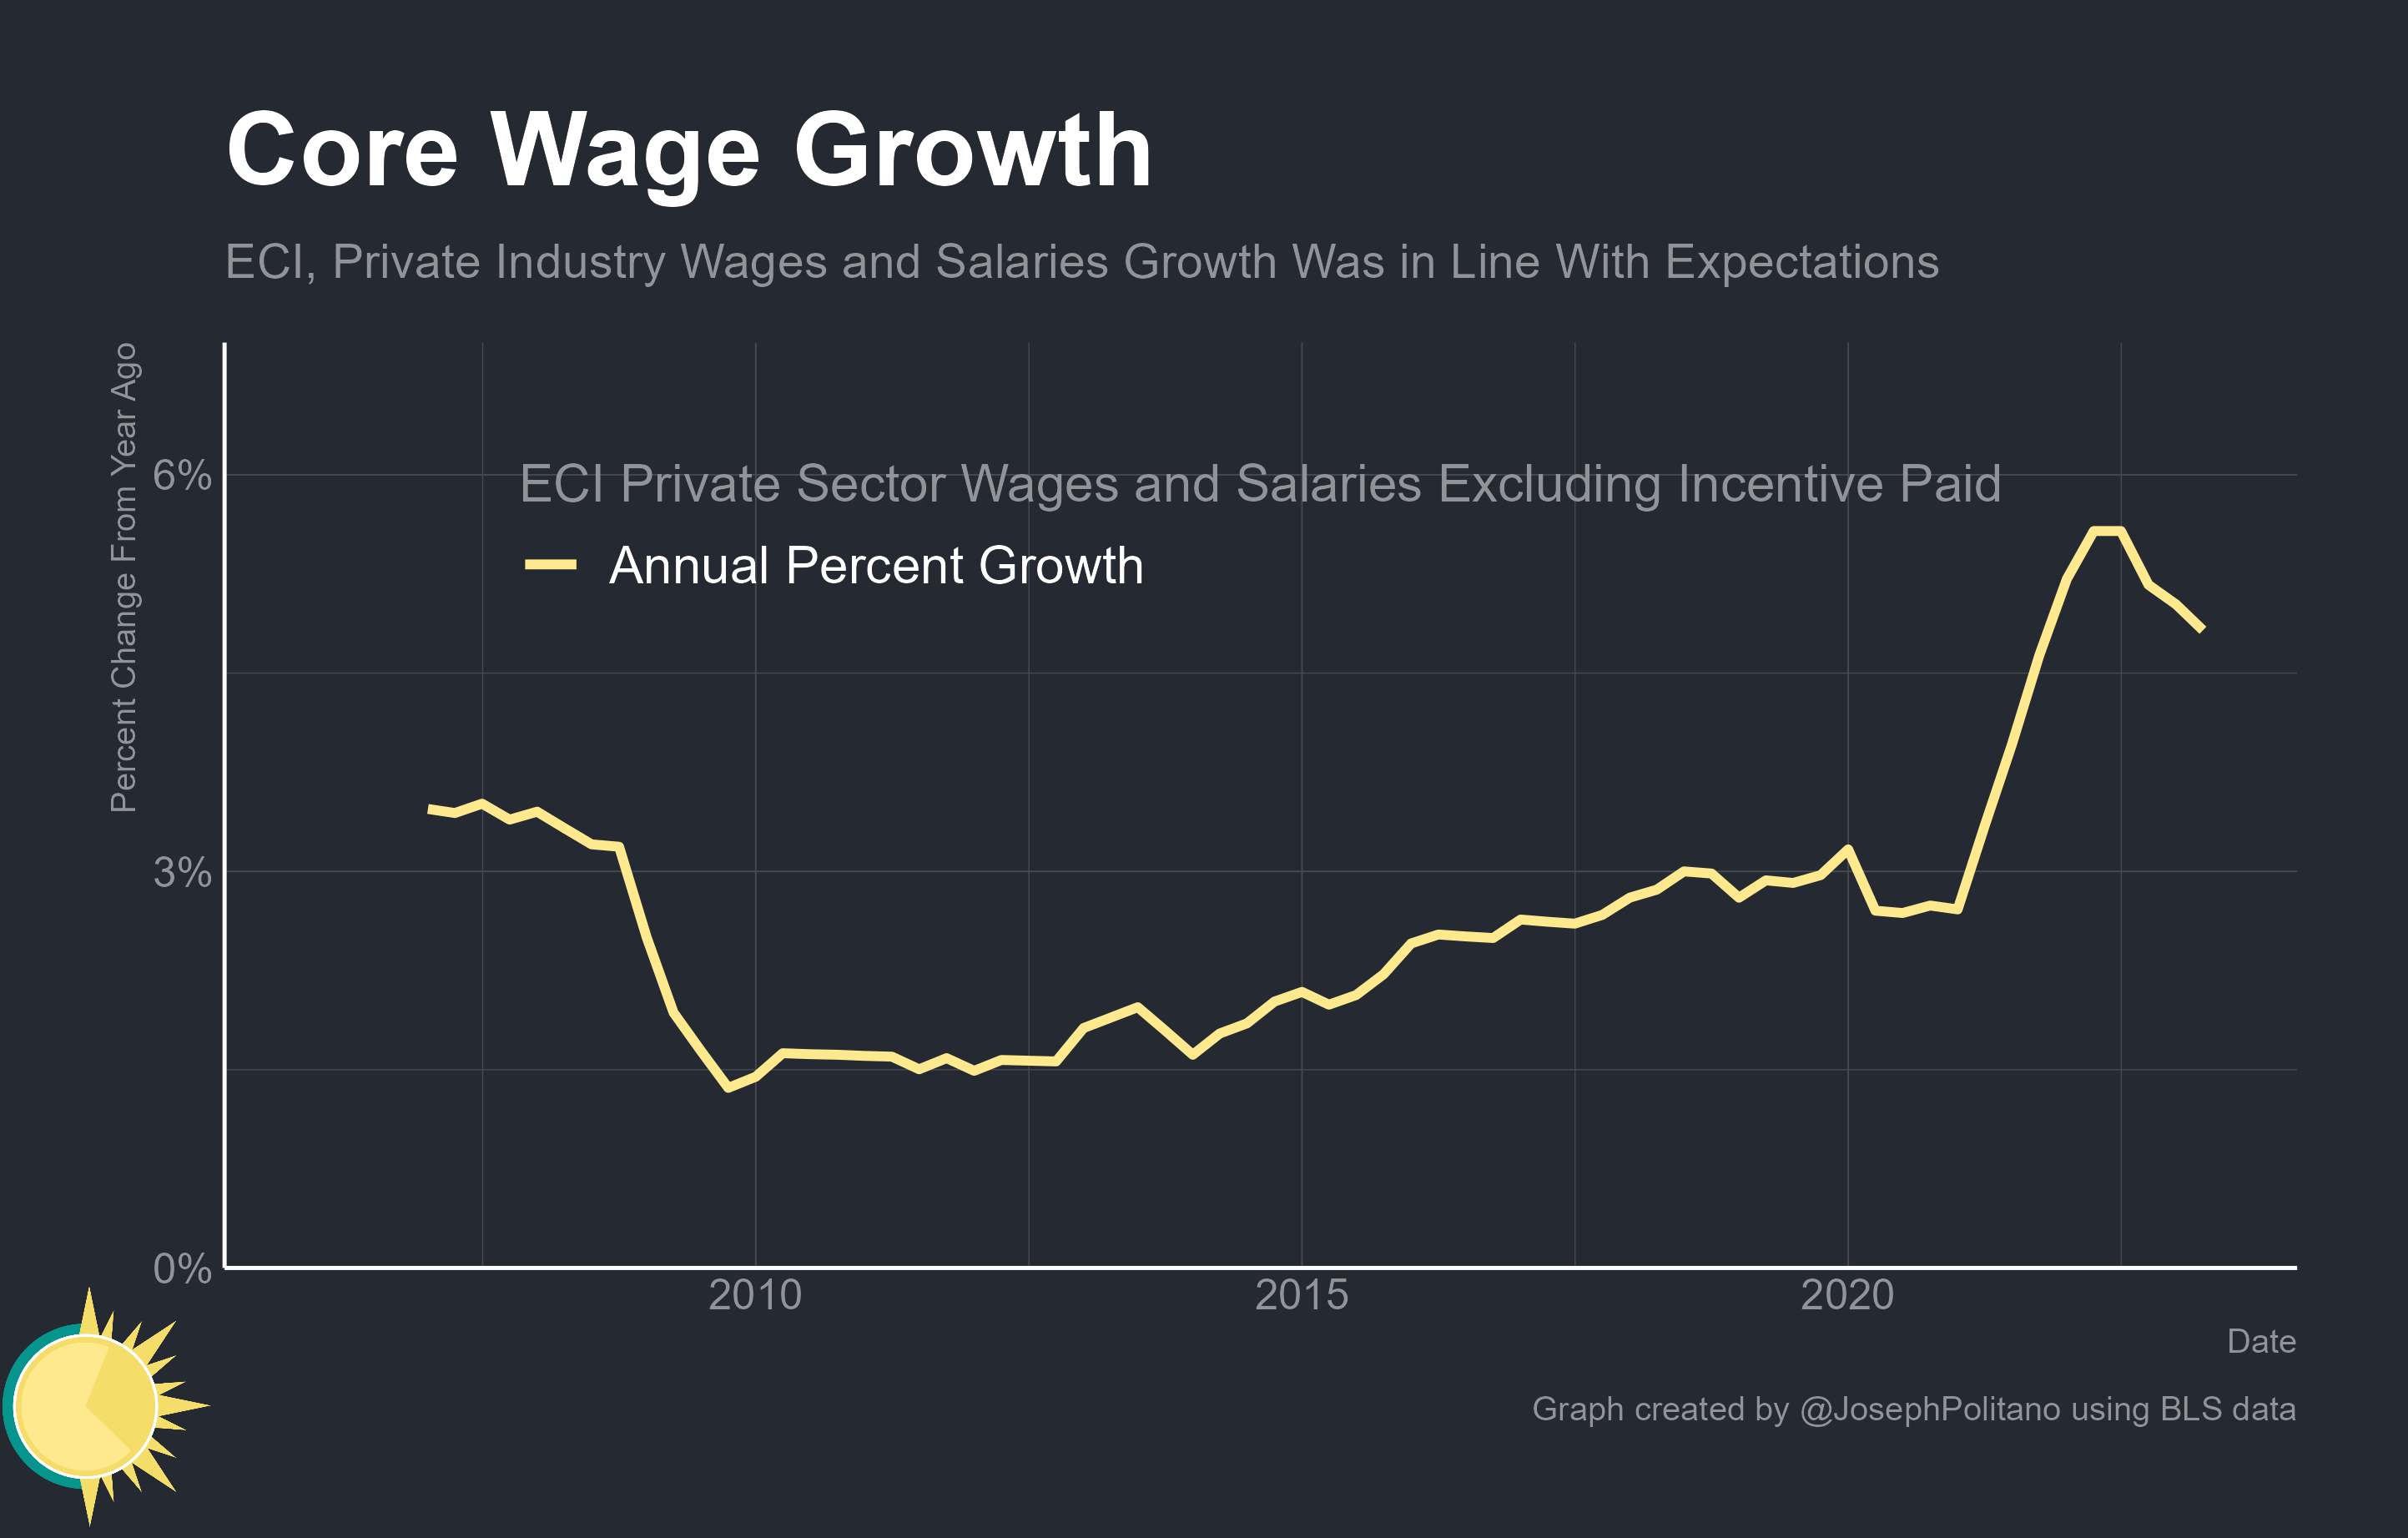 Core Wage Growth
ECI, Private Industry Wages and Salaries Growth Was in Line With Expectations
Percent Change From Year Ago
6%
3%
0%
ECI Private Sector Wages and Salaries Excluding Incentive Paid
Annual Percent Growth
2010
2015
2020
Date
Graph created by @JosephPolitano using BLS data